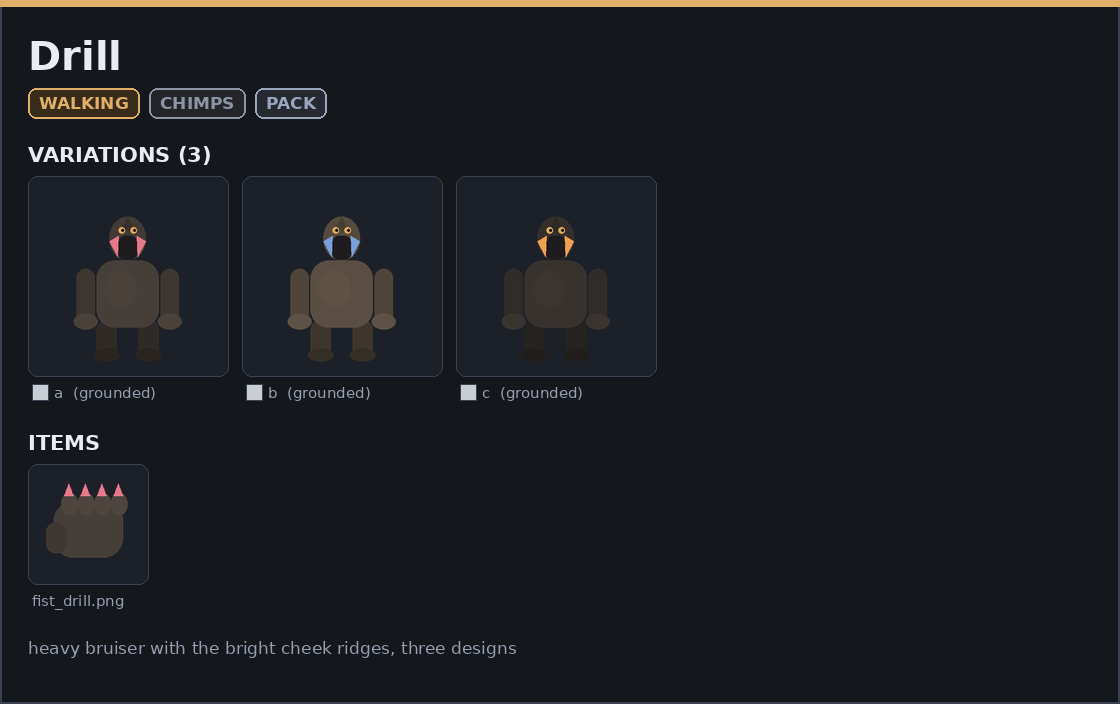 Drill
WALKING CHIMPS PACK
VARIATIONS (3)
a (grounded) b (grounded) c (grounded)
ITEMS
fist_drill.png
heavy bruiser with the bright cheek ridges, three designs